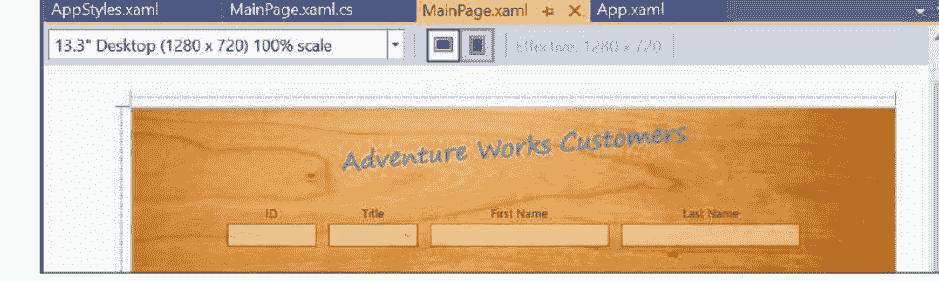 AppStyles.xaml MainPage.xaml.cs MainPage.xaml App.xaml
13.3" Desktop (1280 x 720) 100% scale Effective: 1280 x 720
Adventure Works Customers
ID Title First Name Last Name